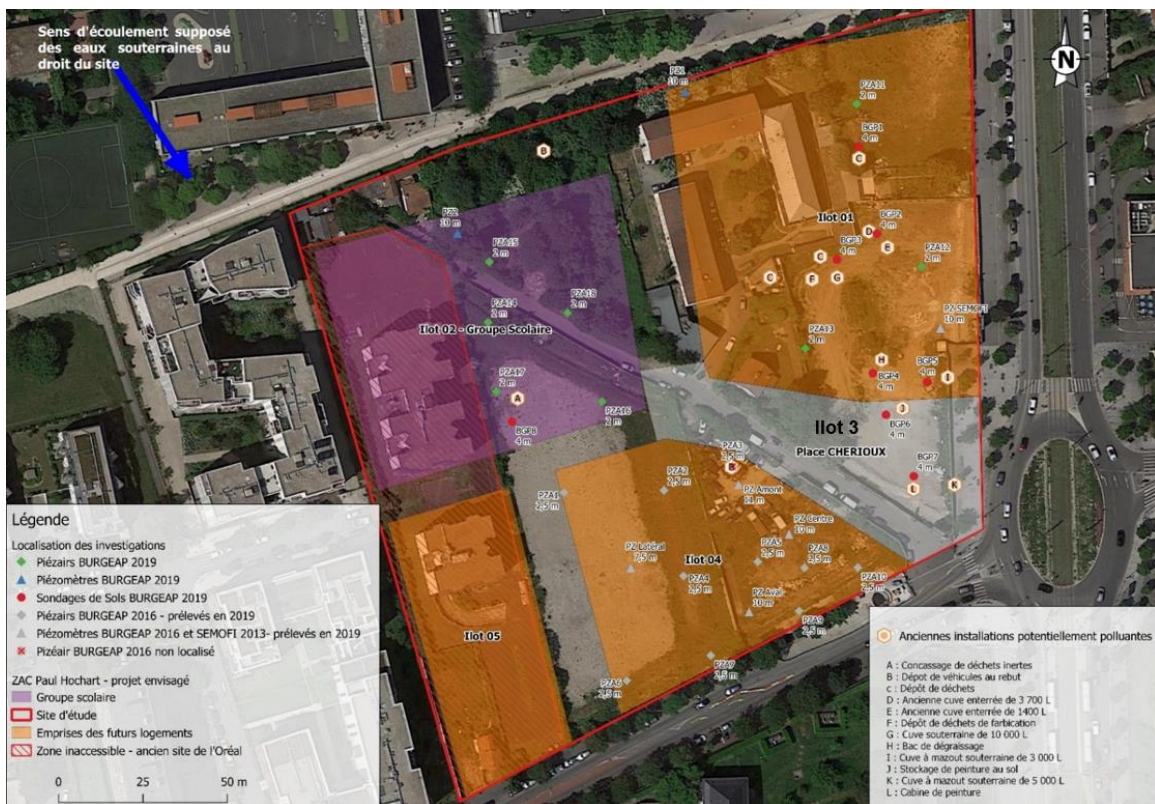 Sens d'écoulement supposé
des eaux souterraines au
droit du site
N
PZ1
10 m
PZA11
2 m
BGP1
4 m
C
B
Ilot 01
BGP2
4 m
D
E
BGP3
4 m
C
C
F
G
PZA12
2 m
PZ SEMOFI
10 m
PZA13
2 m
H
BGP4
4 m
BGP5
4 m
I
J
BGP6
4 m
PZ2
10 m
PZA15
2 m
PZA14
2 m
PZA18
2 m
Ilot 02 - Groupe Scolaire
PZA17
2 m
A
BGP8
4 m
PZA16
2 m
Ilot 3
Place CHERIOUX
BGP7
4 m
L
K
PZA3
2,5 m
PZA2
2,5 m
PZ Amont
11 m
PZA1
2,5 m
PZ Centre
10 m
PZA5
2,5 m
PZA8
2,5 m
PZA10
2,5 m
PZ Latéral
7,5 m
Ilot 04
PZA4
2,5 m
PZ Aval
10 m
PZA9
2,5 m
PZA7
2,5 m
PZA6
2,5 m
Ilot 05
Légende
Localisation des investigations
Piézairs BURGEAP 2019
Piézomètres BURGEAP 2019
Sondages de Sols BURGEAP 2019
Piézairs BURGEAP 2016 - prélevés en 2019
Piézomètres BURGEAP 2016 et SEMOFI 2013- prélevés en 2019
Pizéair BURGEAP 2016 non localisé
ZAC Paul Hochart - projet envisagé
Groupe scolaire
Site d'étude
Emprises des futurs logements
Zone inaccessible - ancien site de l'Oréal
0 25 50 m
Anciennes installations potentiellement polluantes
A : Concassage de déchets inertes
B : Dépot de véhicules au rebut
c : Dépôt de déchets
D : Ancienne cuve enterrée de 3 700 L
E : Ancienne cuve enterrée de 1400 L
F : Dépôt de déchets de farbication
G : Cuve souterraine de 10 000 L
H : Bac de dégraissage
I : Cuve à mazout souterraine de 3 000 L
J : Stockage de peinture au sol
K : Cuve à mazout souterraine de 5 000 L
L : Cabine de peinture